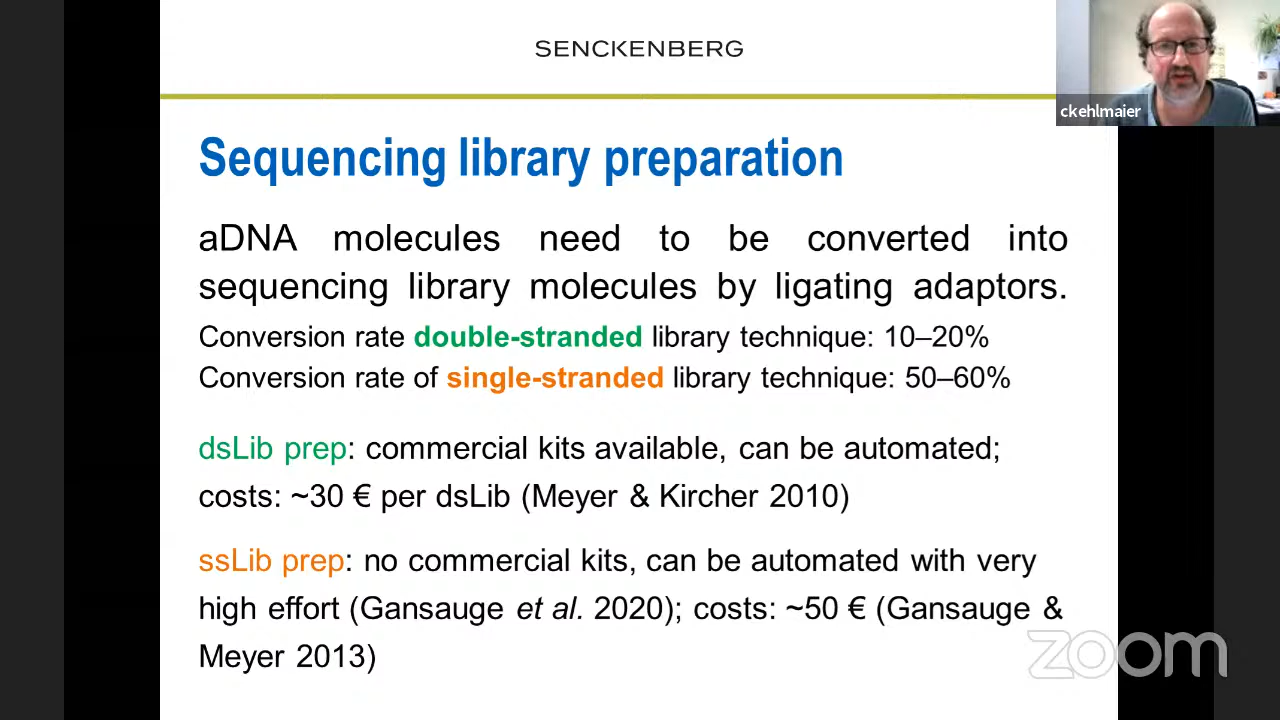 SENCKENBERG
ckehlmaier
Sequencing library preparation
aDNA molecules need to be converted into
sequencing library molecules by ligating adaptors.
Conversion rate double-stranded library technique: 10–20%
Conversion rate of single-stranded library technique: 50–60%
dsLib prep: commercial kits available, can be automated;
costs: ~30 € per dsLib (Meyer & Kircher 2010)
ssLib prep: no commercial kits, can be automated with very
high effort (Gansauge et al. 2020); costs: ~50 € (Gansauge &
Meyer 2013)
zoom